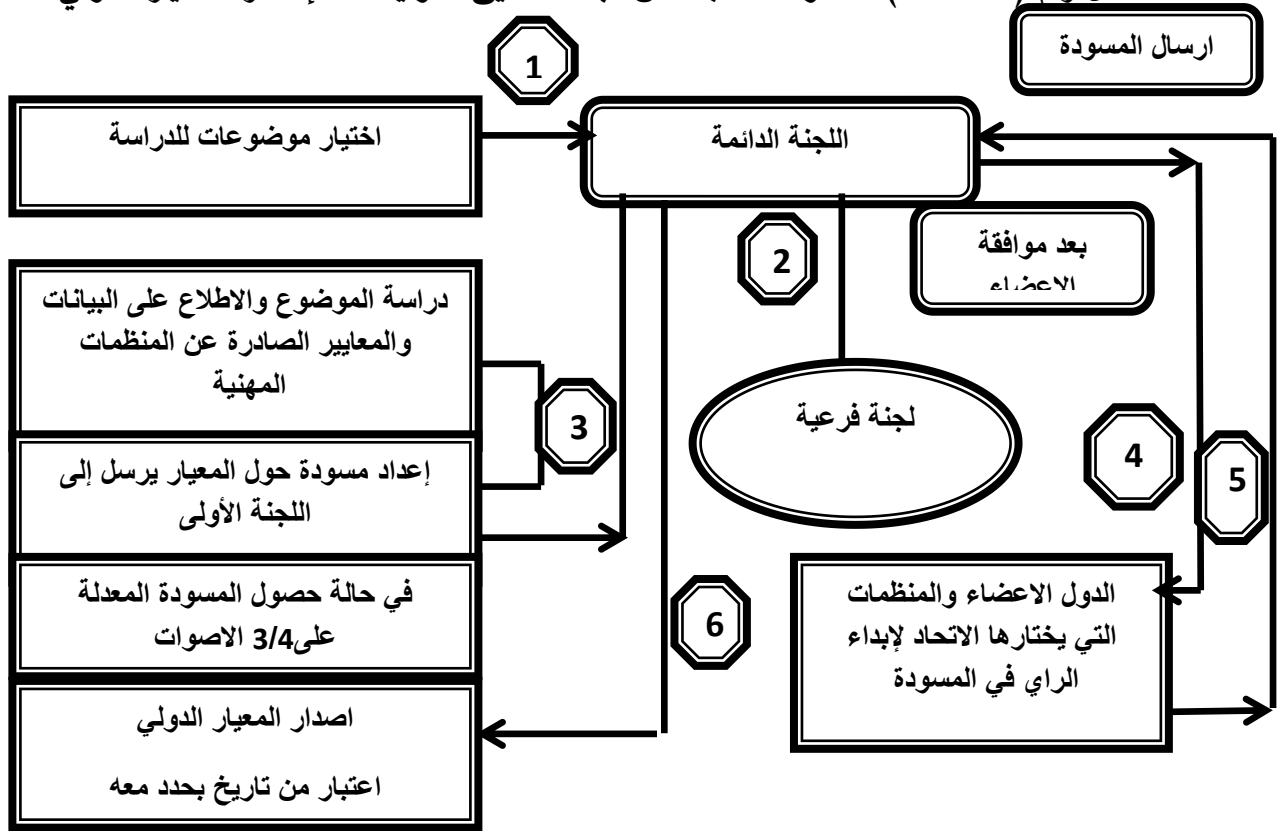 ارسال المسودة
1
اختيار موضوعات للدراسة
اللجنة الدائمة
2
بعد موافقة
الاعضاء
دراسة الموضوع والاطلاع على البيانات
والمعايير الصادرة عن المنظمات
المهنية
3
لجنة فرعية
4
5
إعداد مسودة حول المعيار يرسل إلى
اللجنة الأولى
في حالة حصول المسودة المعدلة
على3/4 الاصوات
6
الدول الاعضاء والمنظمات
التي يختارها الاتحاد لإبداء
الراي في المسودة
اصدار المعيار الدولي
اعتبار من تاريخ بحدد معه